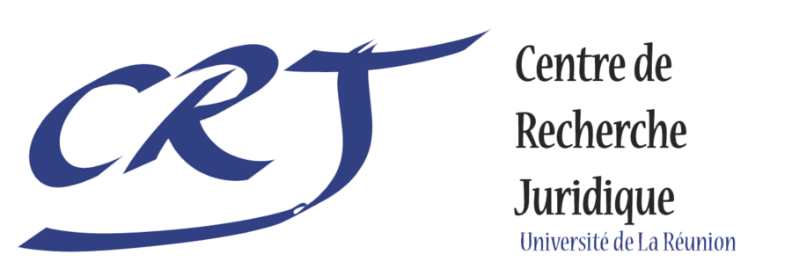 CRJ
Centre de
Recherche
Juridique
Université de La Réunion